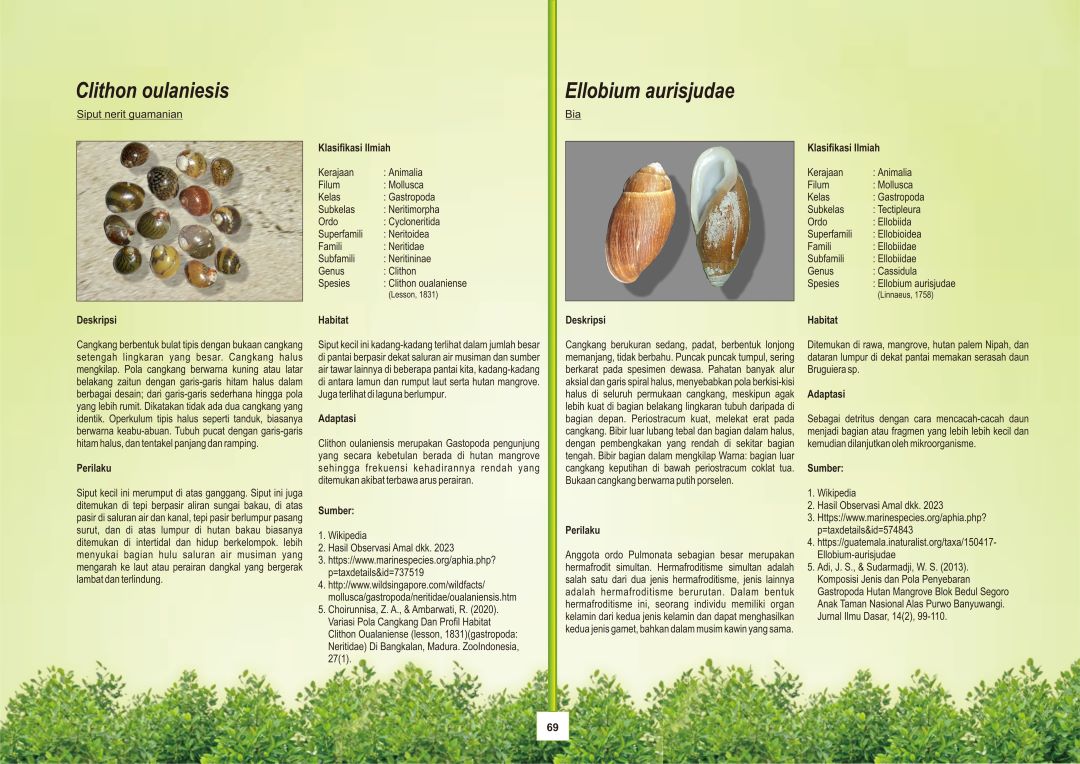 Clithon oulaniesis
Siput nerit guamanian
Klasifikasi Ilmiah
Kerajaan : Animalia
Filum : Mollusca
Kelas : Gastropoda
Subkelas : Neritimorpha
Ordo : Cycloneritida
Superfamili : Neritoidea
Famili : Neritidae
Subfamili : Neritininae
Genus : Clithon
Spesies : Clithon oualaniense
(Lesson, 1831)
Deskripsi
Cangkang berbentuk bulat tipis dengan bukaan cangkang
setengah lingkaran yang besar. Cangkang halus
mengkilap. Pola cangkang berwarna kuning atau latar
belakang zaitun dengan garis-garis hitam halus dalam
berbagai desain; dari garis-garis sederhana hingga pola
yang lebih rumit. Dikatakan tidak ada dua cangkang yang
identik. Operkulum tipis halus seperti tanduk, biasanya
berwarna keabu-abuan. Tubuh pucat dengan garis-garis
hitam halus, dan tentakel panjang dan ramping.
Perilaku
Siput kecil ini merumput di atas ganggang. Siput ini juga
ditemukan di tepi berpasir aliran sungai bakau, di atas
pasir di saluran air dan kanal, tepi pasir berlumpur pasang
surut, dan di atas lumpur di hutan bakau biasanya
ditemukan di intertidal dan hidup berkelompok. lebih
menyukai bagian hulu saluran air musiman yang
mengarah ke laut atau perairan dangkal yang bergerak
lambat dan terlindung.
Habitat
Siput kecil ini kadang-kadang terlihat dalam jumlah besar
di pantai berpasir dekat saluran air musiman dan sumber
air tawar lainnya di beberapa pantai kita, kadang-kadang
di antara lamun dan rumput laut serta hutan mangrove.
Juga terlihat di laguna berlumpur.
Adaptasi
Clithon oulaniensis merupakan Gastopoda pengunjung
yang secara kebetulan berada di hutan mangrove
sehingga frekuensi kehadirannya rendah yang
ditemukan akibat terbawa arus perairan.
Sumber:
1. Wikipedia
2. Hasil Observasi Amal dkk. 2023
3. https://www.marinespecies.org/aphia.php?
p=taxdetails&id=737519
4. http://www.wildsingapore.com/wildfacts/
mollusca/gastropoda/neritidae/oualaniensis.htm
5. Choirunnisa, Z. A., & Ambarwati, R. (2020).
Variasi Pola Cangkang Dan Profil Habitat
Clithon Oualaniense (lesson, 1831)(gastropoda:
Neritidae) Di Bangkalan, Madura. ZooIndonesia,
27(1).
Ellobium aurisjudae
Bia
Klasifikasi Ilmiah
Kerajaan : Animalia
Filum : Mollusca
Kelas : Gastropoda
Subkelas : Tectipleura
Ordo : Ellobiida
Superfamili : Ellobioidea
Famili : Ellobiidae
Subfamili : Ellobiidae
Genus : Cassidula
Spesies : Ellobium aurisjudae
(Linnaeus, 1758)
Deskripsi
Cangkang berukuran sedang, padat, berbentuk lonjong
memanjang, tidak berbahu. Puncak puncak tumpul, sering
berkarat pada spesimen dewasa. Pahatan banyak alur
aksial dan garis spiral halus, menyebabkan pola berkisi-kisi
halus di seluruh permukaan cangkang, meskipun agak
lebih kuat di bagian belakang lingkaran tubuh daripada di
bagian depan. Periostracum kuat, melekat erat pada
cangkang. Bibir luar lubang tebal dan bagian dalam halus,
dengan pembengkakan yang rendah di sekitar bagian
tengah. Bibir bagian dalam mengkilap Warna: bagian luar
cangkang keputihan di bawah periostracum coklat tua.
Bukaan cangkang berwarna putih porselen.
Perilaku
Anggota ordo Pulmonata sebagian besar merupakan
hermafrodit simultan. Hermafroditisme simultan adalah
salah satu dari dua jenis hermafroditisme, jenis lainnya
adalah hermafroditisme berurutan. Dalam bentuk
hermafroditisme ini, seorang individu memiliki organ
kelamin dari kedua jenis kelamin dan dapat menghasilkan
kedua jenis gamet, bahkan dalam musim kawin yang sama.
Habitat
Ditemukan di rawa, mangrove, hutan palem Nipah, dan
dataran lumpur di dekat pantai memakan serasah daun
Bruguiera sp.
Adaptasi
Sebagai detritus dengan cara mencacah-cacah daun
menjadi bagian atau fragmen yang lebih lebih kecil dan
kemudian dilanjutkan oleh mikroorganisme.
Sumber:
1. Wikipedia
2. Hasil Observasi Amal dkk. 2023
3. Https://www.marinespecies.org/aphia.php?
p=taxdetails&id=574843
4. https://guatemala.inaturalist.org/taxa/150417-
Ellobium-aurisjudae
5. Adi, J. S., & Sudarmadji, W. S. (2013).
Komposisi Jenis dan Pola Penyebaran
Gastropoda Hutan Mangrove Blok Bedul Segoro
Anak Taman Nasional Alas Purwo Banyuwangi.
Jurnal Ilmu Dasar, 14(2), 99-110.
69